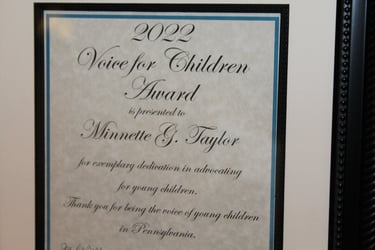 2022
Voice for Children
Award
is presented to
Minnette G. Taylor
for exemplary dedication in advocating
for young children.
Thank you for being the voice of young children
in Pennsylvania.